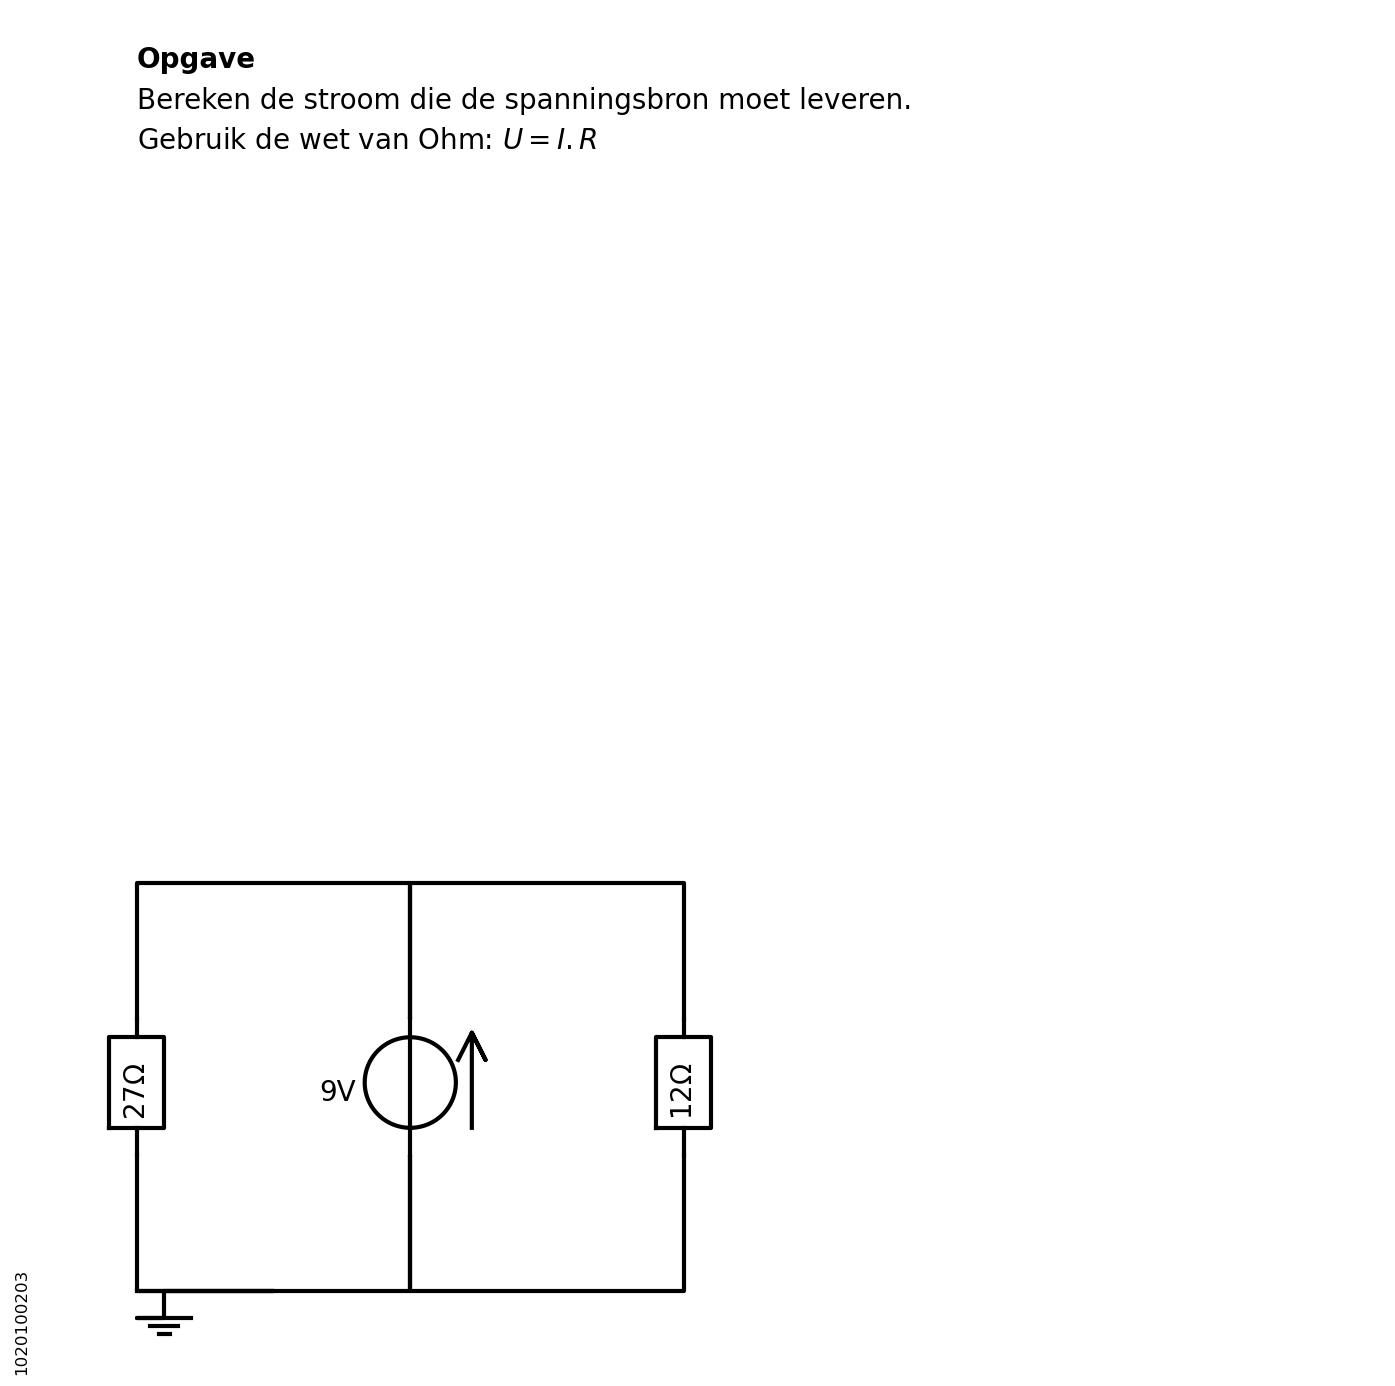 Opgave
Bereken de stroom die de spanningsbron moet leveren.
Gebruik de wet van Ohm: U = I. R
27Ω
9V
12Ω
1020100203